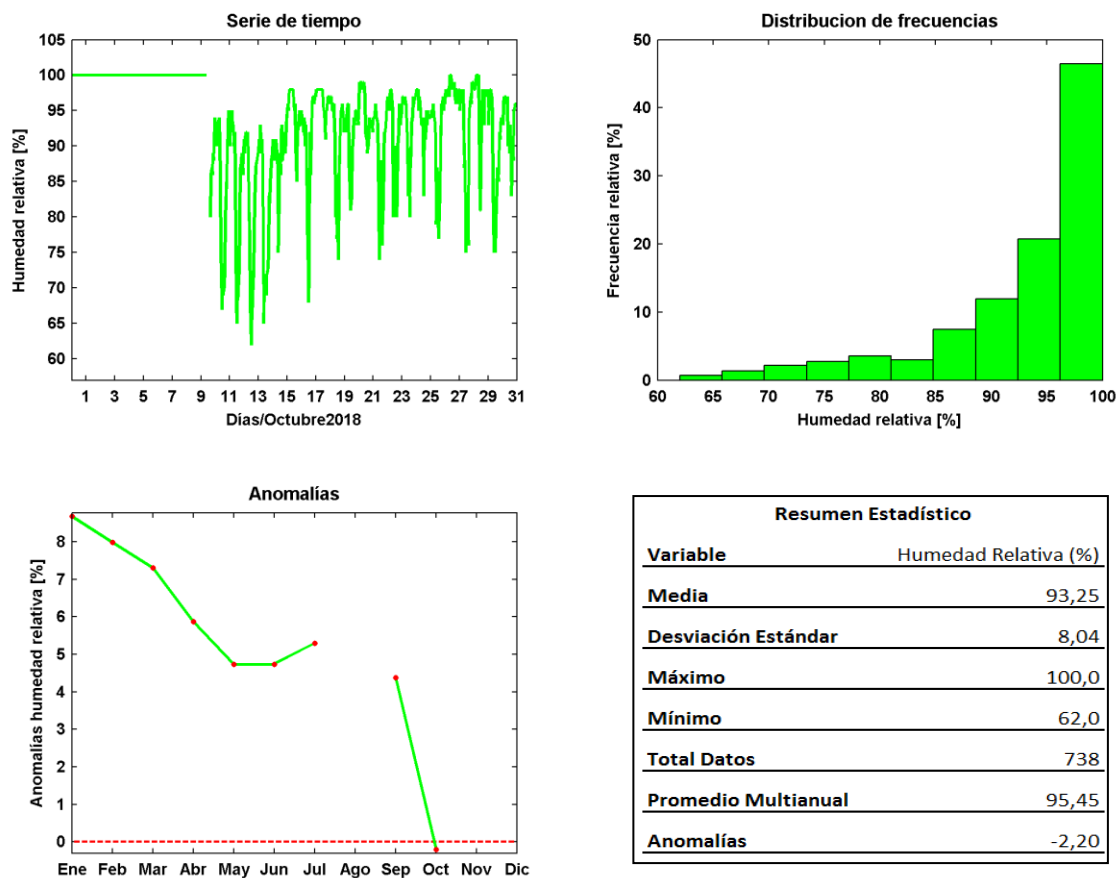 Serie de tiempo
105
100
95
90
85
80
75
70
65
60
Humedad relativa [%]
1 3 5 7 9 11 13 15 17 19 21 23 25 27 29 31
Días/Octubre2018
Distribucion de frecuencias
50
40
30
20
10
0
Frecuencia relativa [%]
60 65 70 75 80 85 90 95 100
Humedad relativa [%]
Anomalías
8
7
6
5
4
3
2
1
0
Anomalías humedad relativa [%]
Ene Feb Mar Abr May Jun Jul Ago Sep Oct Nov Dic
Resumen Estadístico
Variable Humedad Relativa (%)
Media 93,25
Desviación Estándar 8,04
Máximo 100,0
Mínimo 62,0
Total Datos 738
Promedio Multianual 95,45
Anomalías -2,20